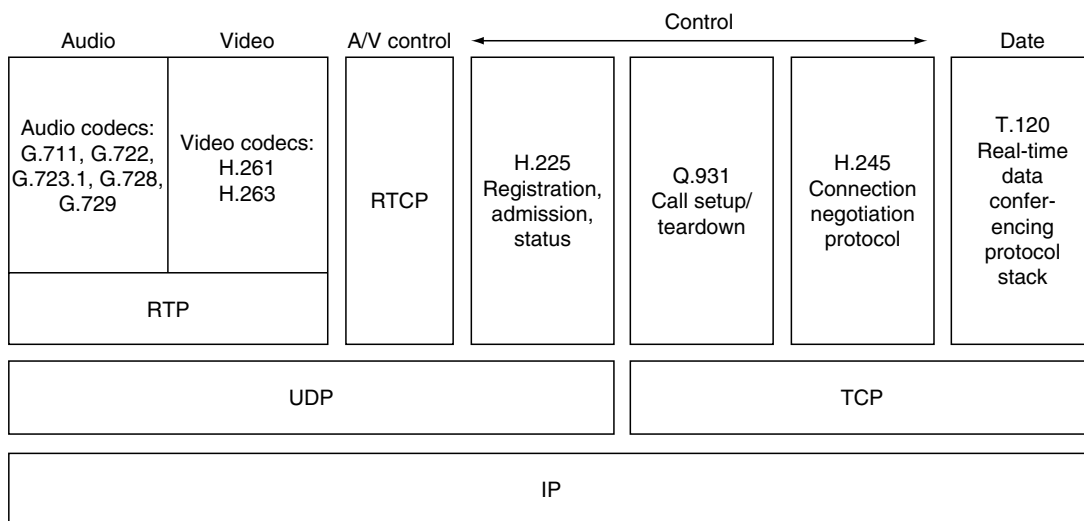 Audio
Video
A/V control
Control
Date
Audio codecs:
G.711, G.722,
G.723.1, G.728,
G.729
Video codecs:
H.261
H.263
RTP
RTCP
H.225
Registration,
admission,
status
Q.931
Call setup/
teardown
H.245
Connection
negotiation
protocol
T.120
Real-time
data
confer-
encing
protocol
stack
UDP
TCP
IP